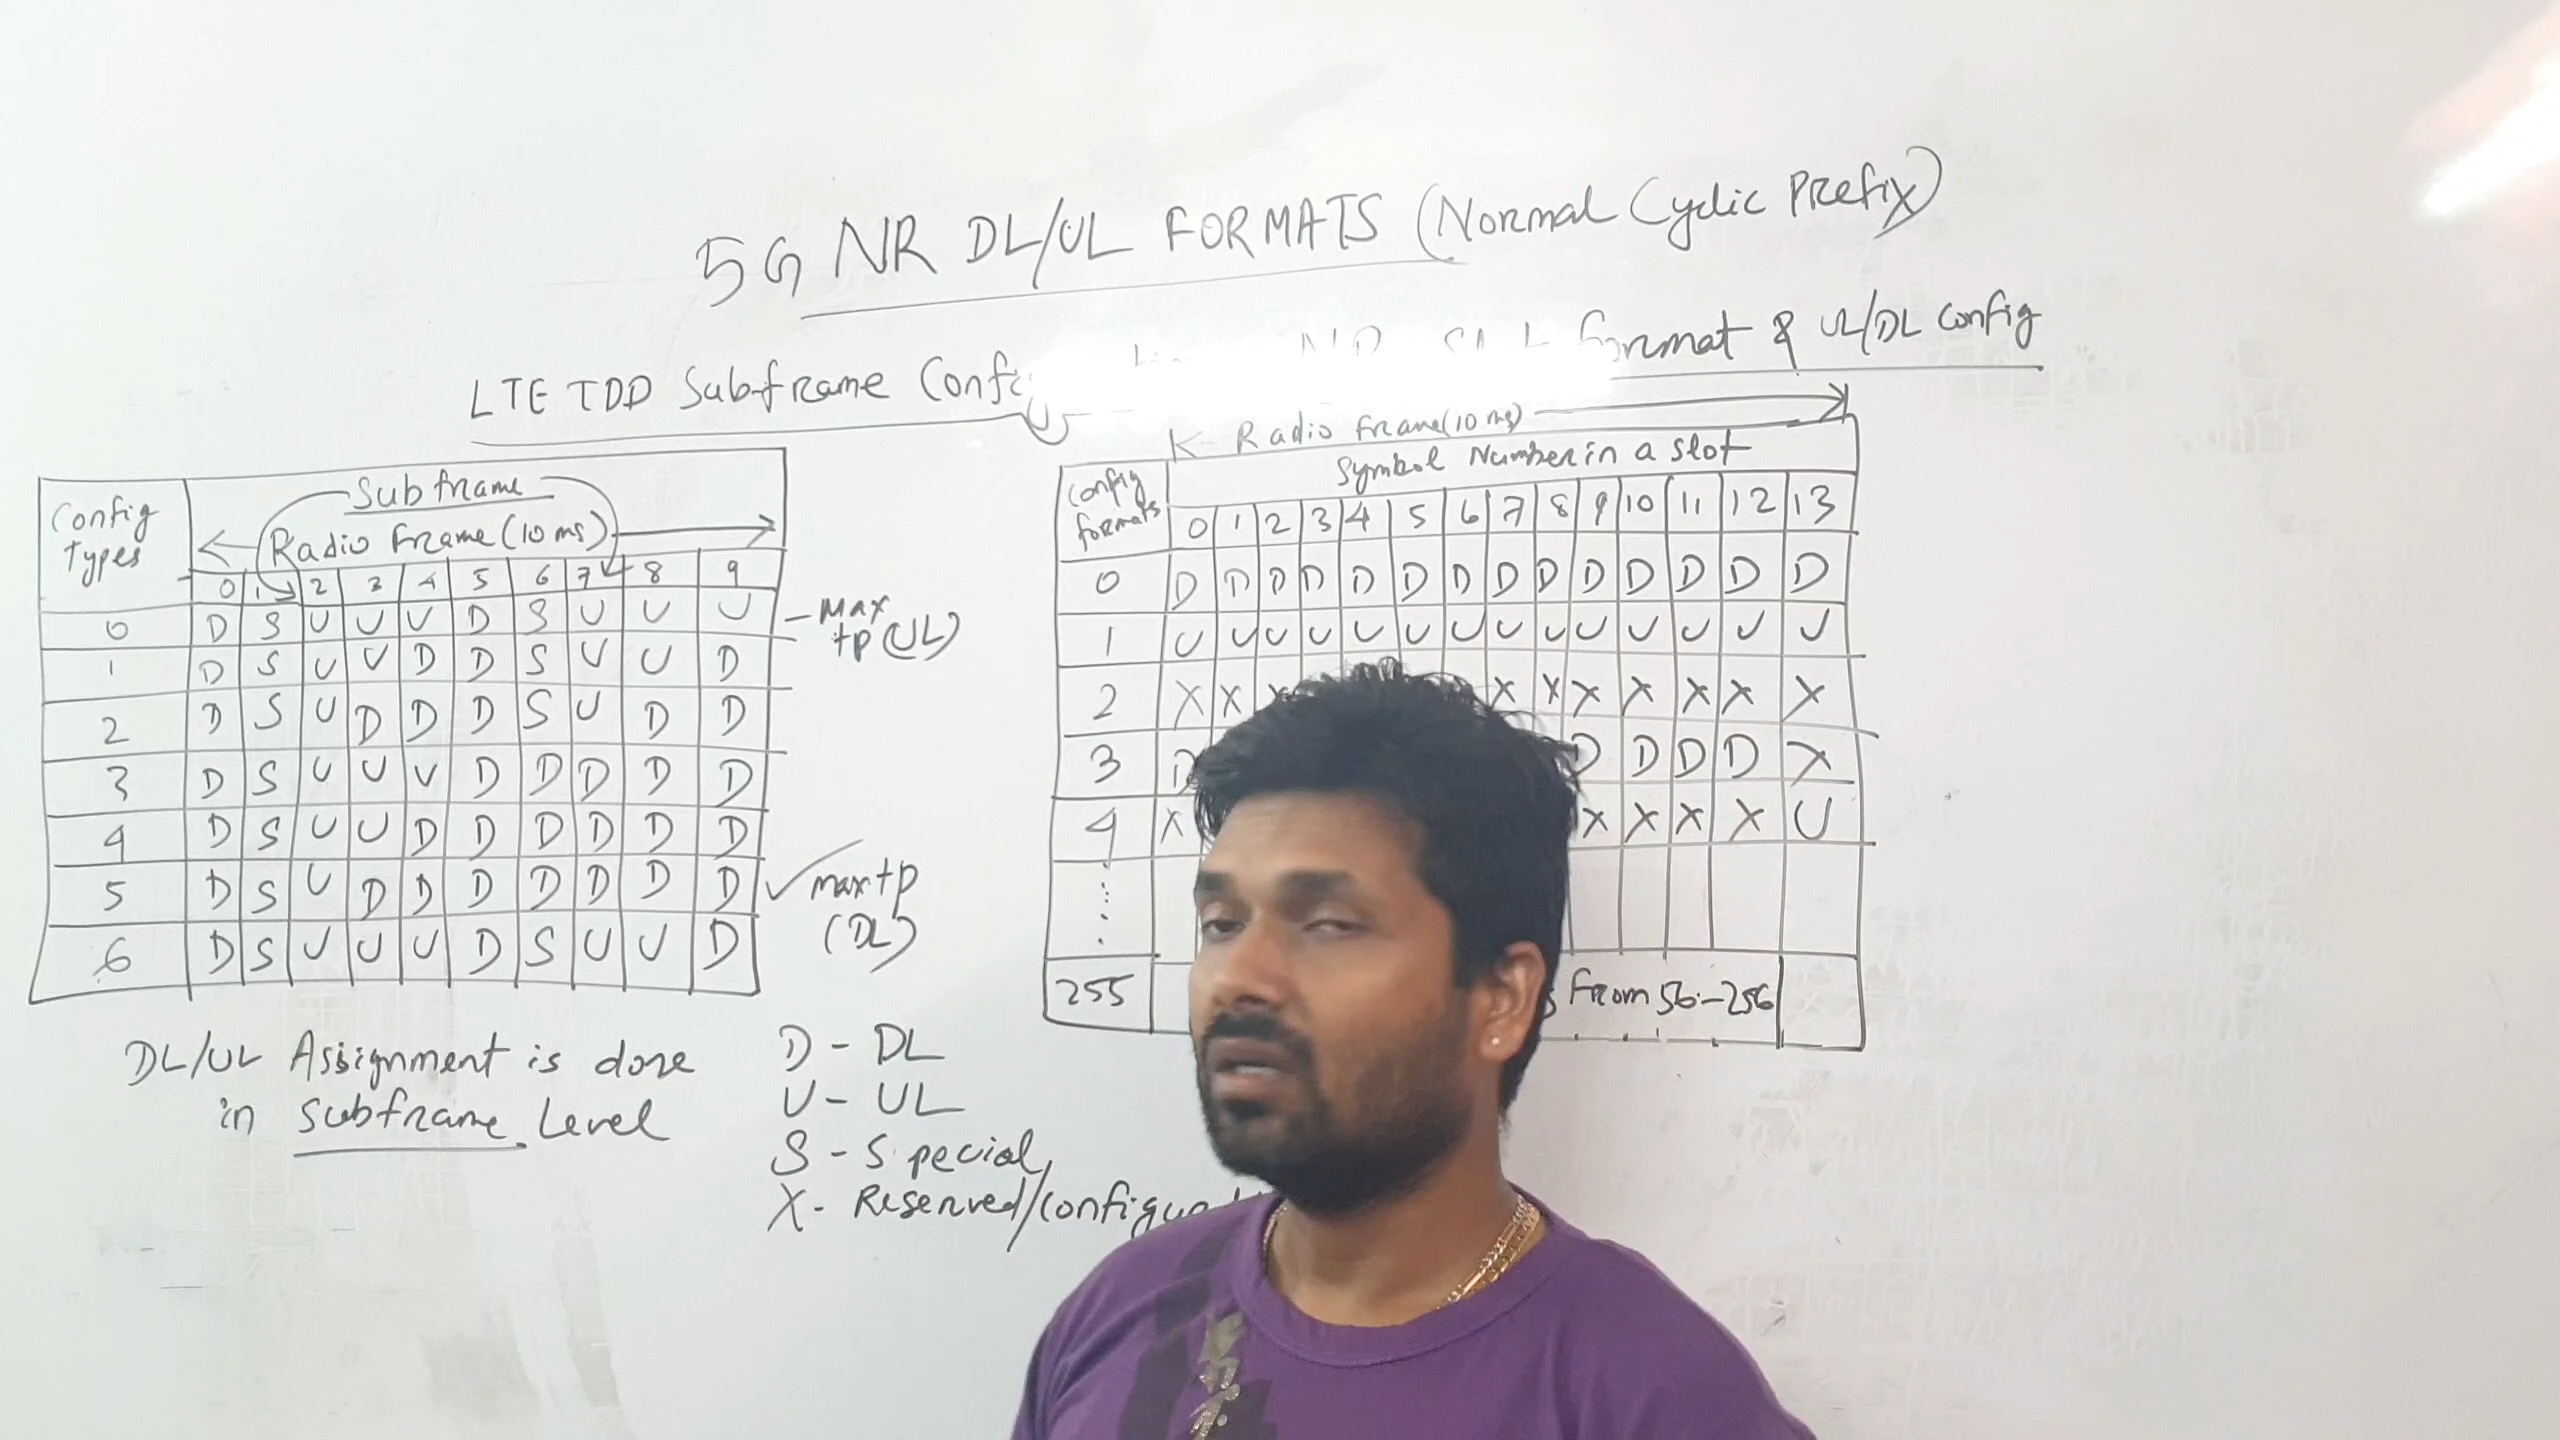 5G NR DL/UL FORMATS (Normal Cyclic Prefix)
LTE TDD Subframe
Format & UL/DL Config
Config Types
Subframe
Radio Frame (10 ms)
0 1 2 3 4 5 6 7 8 9
0 D S U U U D S U U U
1 D S U U D D S U U D
2 D S U D D D S U D D
3 D S U U U D D D D D
4 D S U U D D D D D D
5 D S U D D D D D D D
6 D S U U U D S U U D
Max tp (UL)
max tp (DL)
DL/UL Assignment is done
in Subframe Level
D - DL
U - UL
S - Special
X - Reserved/
Radio Frame (10 ms)
Config formats
Symbol Number in a slot
0 1 2 3 4 5 6 7 8 9 10 11 12 13
0 D D D D D D D D D D D D D D
1 U U U U U U U U U U U U U U
2 X X X X X X X X X X
3 D D D D D X
4 X X X X X U
255 From 56-256